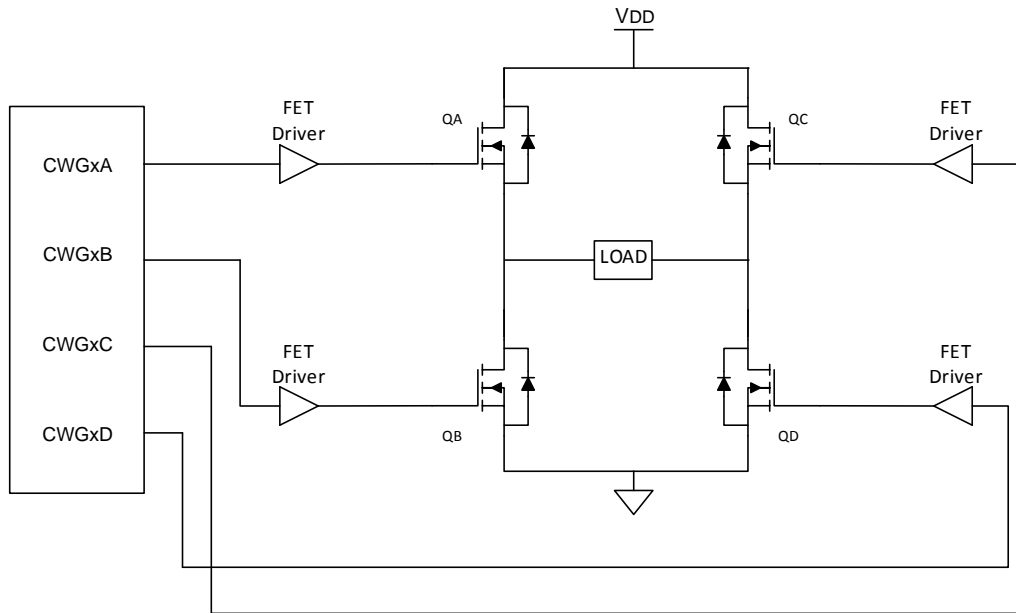 VDD
FET
Driver
QA
QC
FET
Driver
CWGxA
CWGxB
LOAD
CWGxC
FET
Driver
FET
Driver
CWGxD
QB
QD